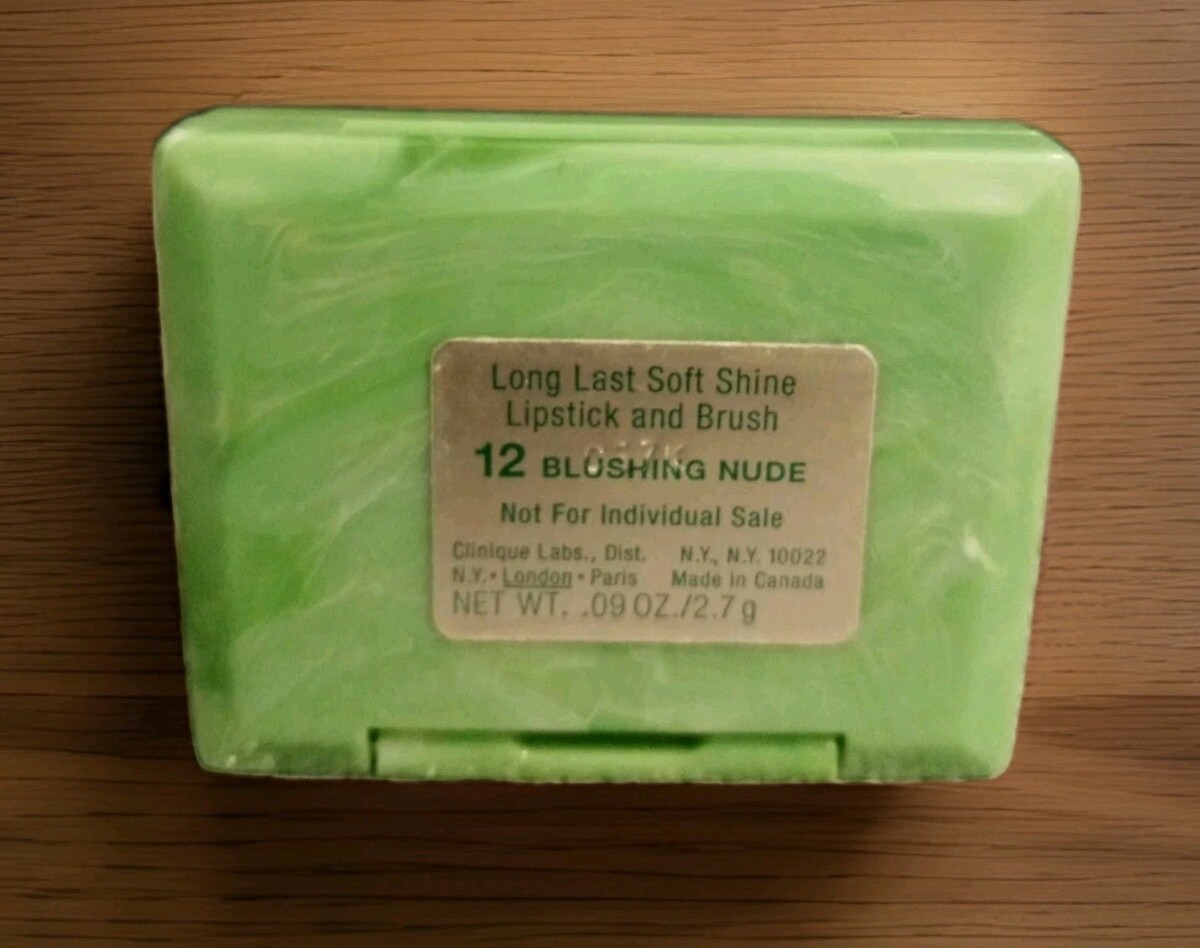 Long Last Soft Shine
Lipstick and Brush
12 BLUSHING NUDE
Not For Individual Sale
Clinique Labs., Dist. N.Y., N.Y. 10022
N.Y. • London • Paris Made in Canada
NET WT. .09 OZ./2.7 g